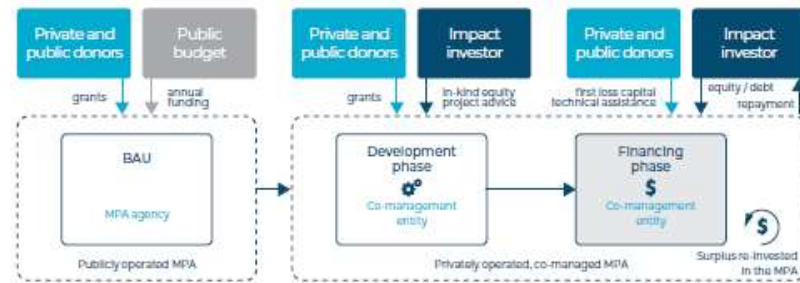 Private and
public donors
Public
budget
Private and
public donors
Impact
investor
Private and
public donors
Impact
investor
grants
annual
funding
grants
in-kind equity
project advice
first loss capital
technical assistance
equity / debt
repayment
BAU
MPA agency
Publicly operated MPA
Development
phase
Co-management
entity
Financing
phase
$
Co-management
entity
$
Privately operated, co-managed MPA
Surplus re-invested
in the MPA